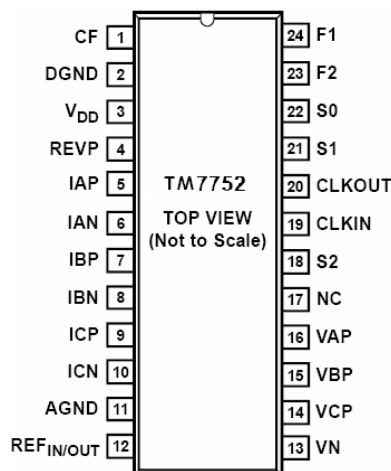 CF 1
DGND 2
VDD 3
REVP 4
IAP 5
IAN 6
IBP 7
IBN 8
ICP 9
ICN 10
AGND 11
REFIN/OUT 12
TM7752
TOP VIEW
(Not to Scale)
24 F1
23 F2
22 S0
21 S1
20 CLKOUT
19 CLKIN
18 S2
17 NC
16 VAP
15 VBP
14 VCP
13 VN